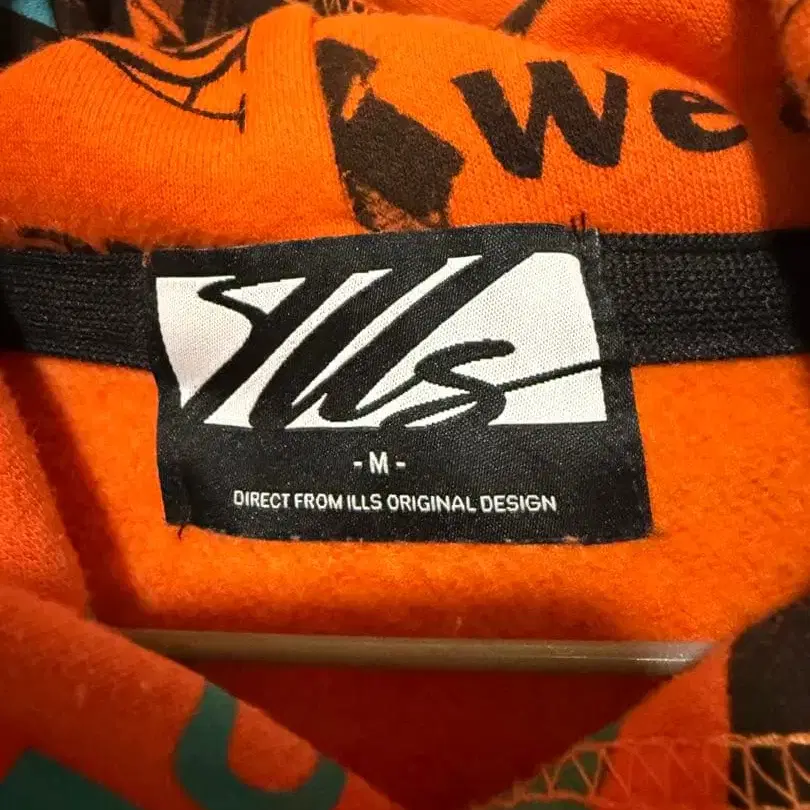 We
ills
- M -
DIRECT FROM ILLS ORIGINAL DESIGN